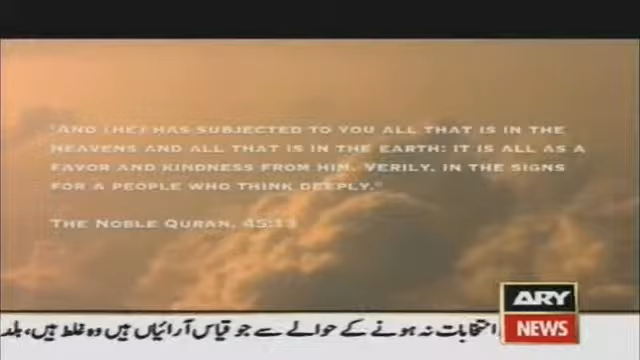 "AND (HE) HAS SUBJECTED TO YOU ALL THAT IS IN THE
HEAVENS AND ALL THAT IS IN THE EARTH: IT IS ALL AS A
FAVOR AND KINDNESS FROM HIM. VERILY, IN THE SIGNS
FOR A PEOPLE WHO THINK DEEPLY."
THE NOBLE QURAN, 45:13
ARY
NEWS
انتخابات نہ ہونے کے حوالے سے جو قیاس آرائیاں ہیں وہ غلط ہیں، بلد